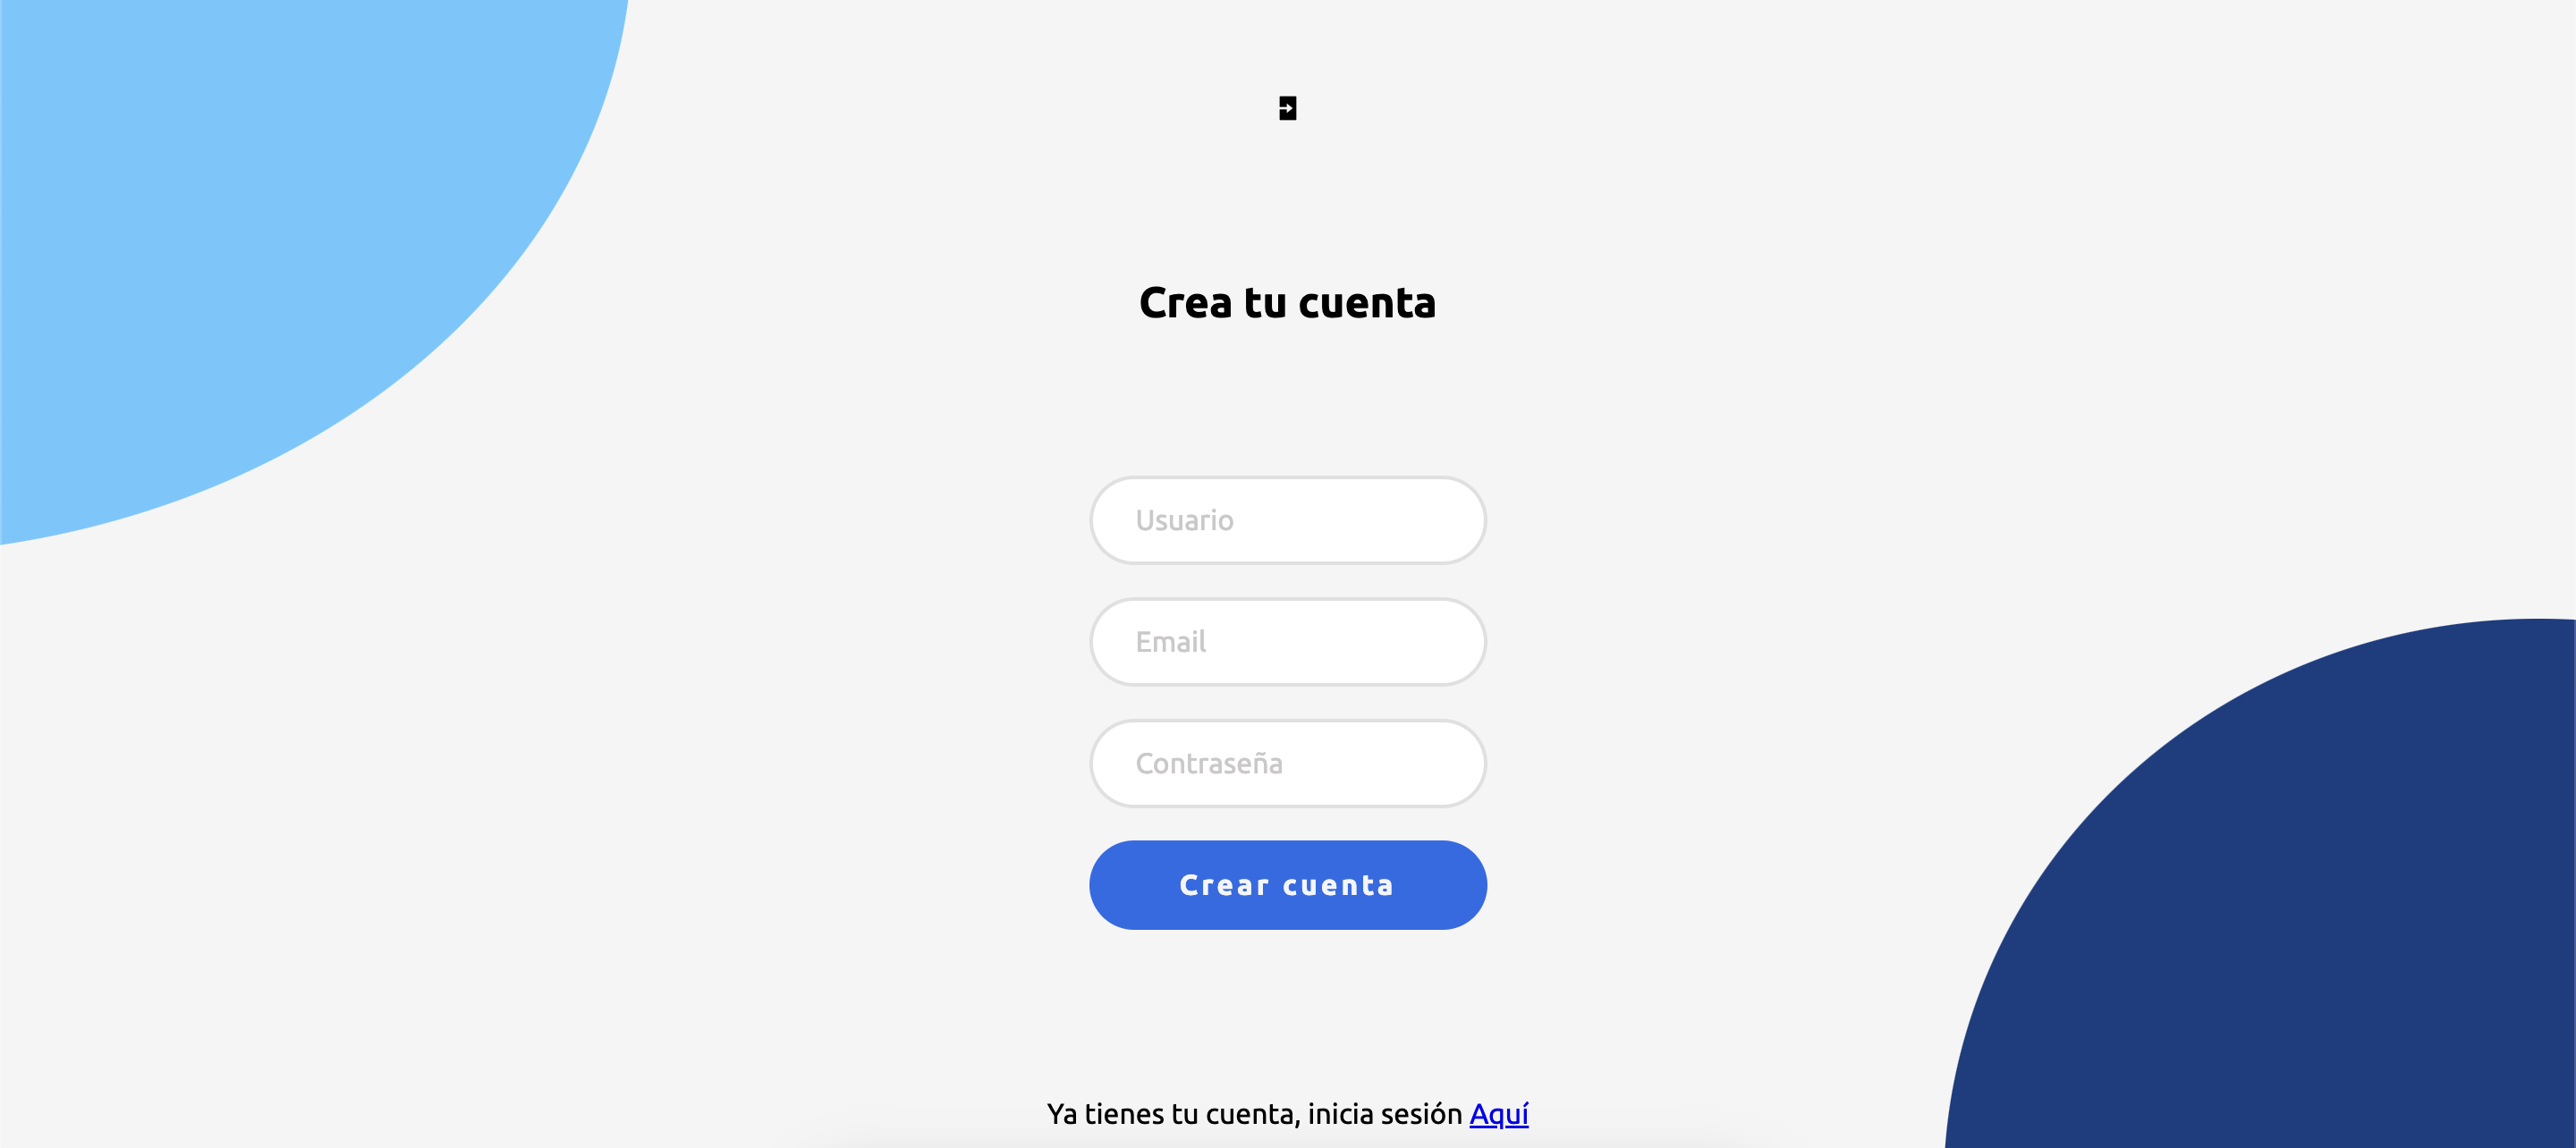 Crea tu cuenta
Usuario
Email
Contraseña
Crear cuenta
Ya tienes tu cuenta, inicia sesión Aquí